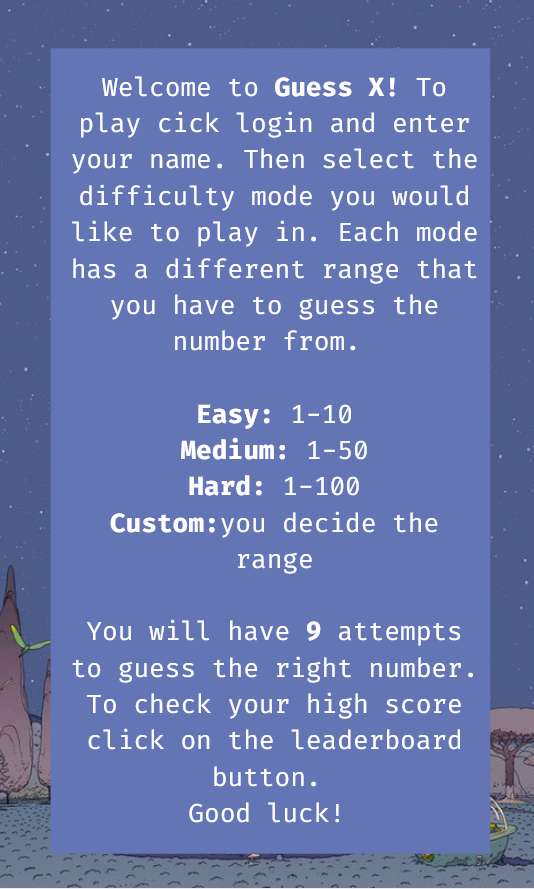 Welcome to Guess X! To
play cick login and enter
your name. Then select the
difficulty mode you would
like to play in. Each mode
has a different range that
you have to guess the
number from.
Easy: 1-10
Medium: 1-50
Hard: 1-100
Custom:you decide the
range
You will have 9 attempts
to guess the right number.
To check your high score
click on the leaderboard
button.
Good luck!